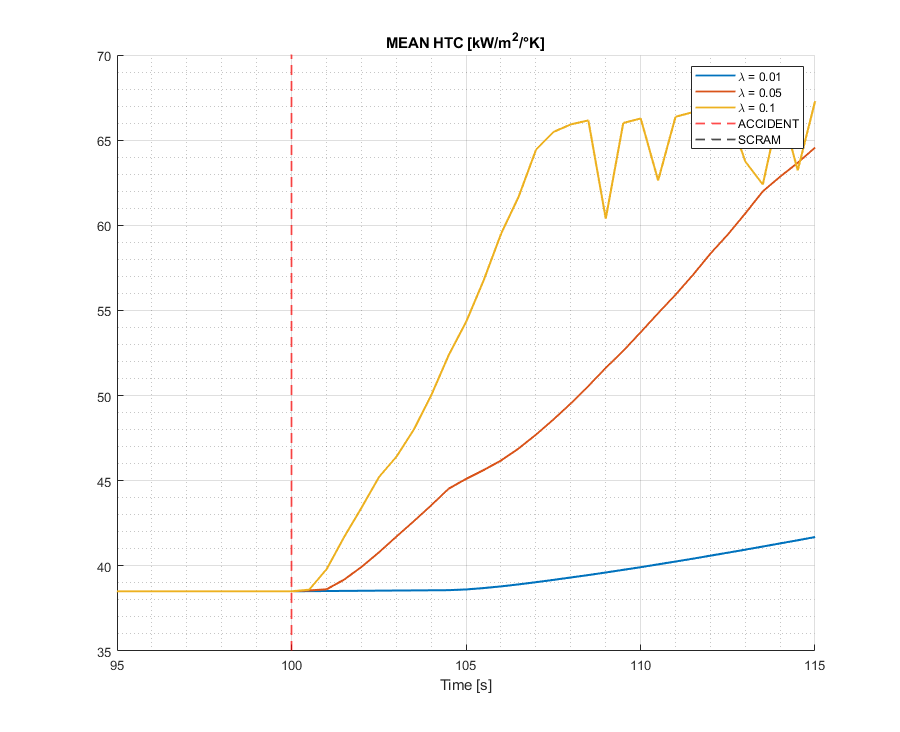 MEAN HTC [kW/m²/°K]
70
65
60
55
50
45
40
35
95
100
105
110
115
Time [s]
λ = 0.01
λ = 0.05
λ = 0.1
ACCIDENT
SCRAM